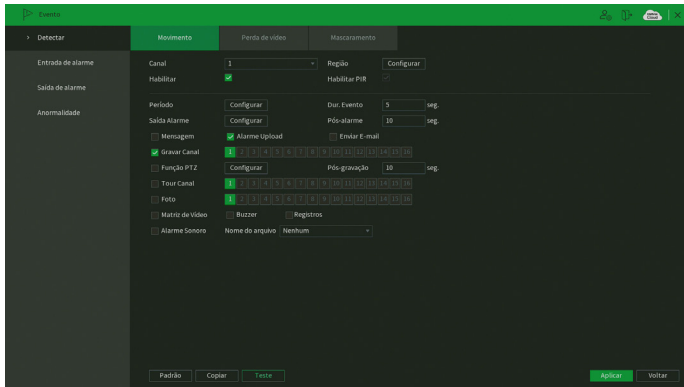 Evento
Intelbras Cloud
Detectar
Entrada de alarme
Saída de alarme
Anormalidade
Movimento Perda de vídeo Mascaramento
Canal 1 Região Configurar
Habilitar Habilitar PIR
Período Configurar Dur. Evento 5 seg.
Saída Alarme Configurar Pós-alarme 10 seg.
Mensagem Alarme Upload Enviar E-mail
Gravar Canal 1 2 3 4 5 6 7 8 9 10 11 12 13 14 15 16
Função PTZ Configurar Pós-gravação 10 seg.
Tour Canal 1 2 3 4 5 6 7 8 9 10 11 12 13 14 15 16
Foto 1 2 3 4 5 6 7 8 9 10 11 12 13 14 15 16
Matriz de Vídeo Buzzer Registros
Alarme Sonoro Nome do arquivo Nenhum
Padrão Copiar Teste Aplicar Voltar